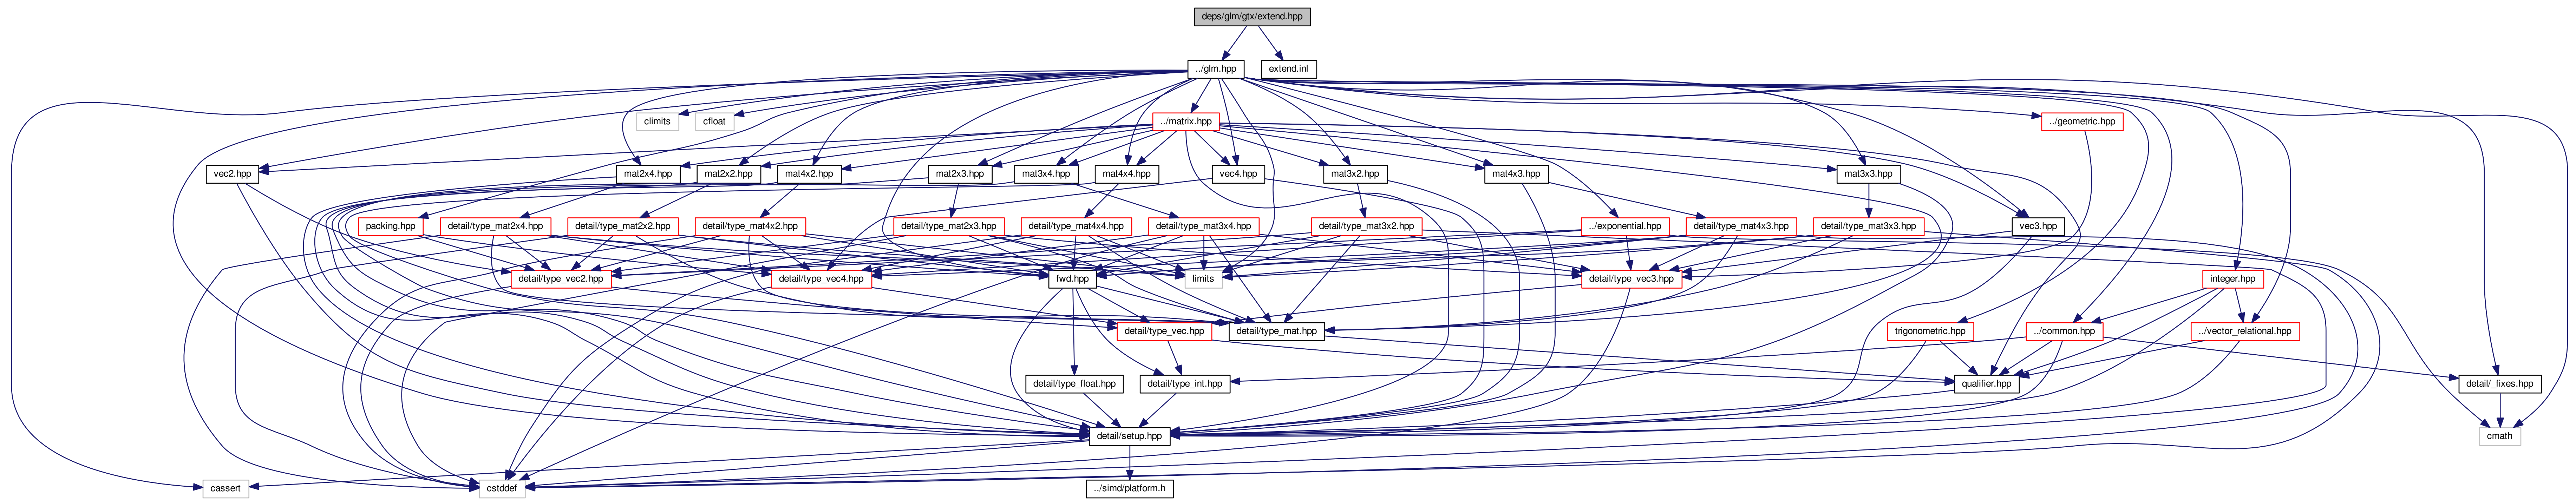 deps/glm/gtx/extend.hpp
../glm.hpp
extend.inl
climits
cfloat
../matrix.hpp
../geometric.hpp
vec2.hpp
mat2x4.hpp
mat2x2.hpp
mat4x2.hpp
mat2x3.hpp
mat3x4.hpp
mat4x4.hpp
vec4.hpp
mat3x2.hpp
mat4x3.hpp
mat3x3.hpp
packing.hpp
detail/type_mat2x4.hpp
detail/type_mat2x2.hpp
detail/type_mat4x2.hpp
detail/type_mat2x3.hpp
detail/type_mat4x4.hpp
detail/type_mat3x4.hpp
detail/type_mat3x2.hpp
../exponential.hpp
detail/type_mat4x3.hpp
detail/type_mat3x3.hpp
vec3.hpp
detail/type_vec2.hpp
detail/type_vec4.hpp
fwd.hpp
limits
detail/type_vec3.hpp
integer.hpp
detail/type_vec.hpp
detail/type_mat.hpp
trigonometric.hpp
../common.hpp
../vector_relational.hpp
detail/type_float.hpp
detail/type_int.hpp
qualifier.hpp
detail/_fixes.hpp
detail/setup.hpp
cmath
cassert
cstddef
../simd/platform.h